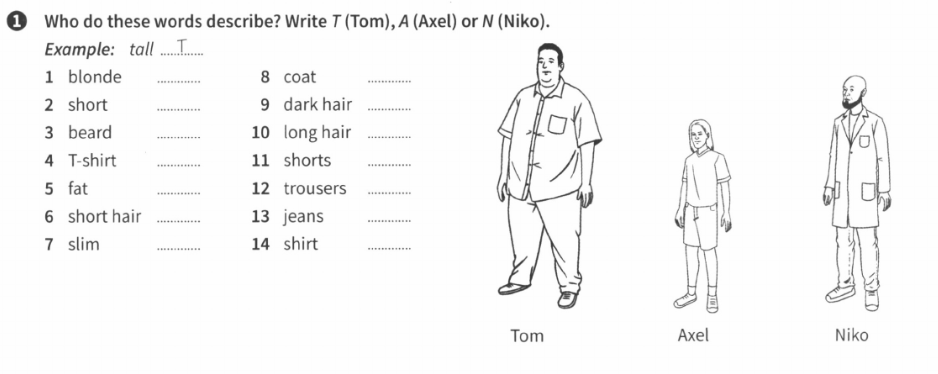 1 Who do these words describe? Write T (Tom), A (Axel) or N (Niko).
Example: tall ......T......
1 blonde .............
2 short .............
3 beard .............
4 T-shirt .............
5 fat .............
6 short hair .............
7 slim .............
8 coat .............
9 dark hair .............
10 long hair .............
11 shorts .............
12 trousers .............
13 jeans .............
14 shirt .............
Tom
Axel
Niko